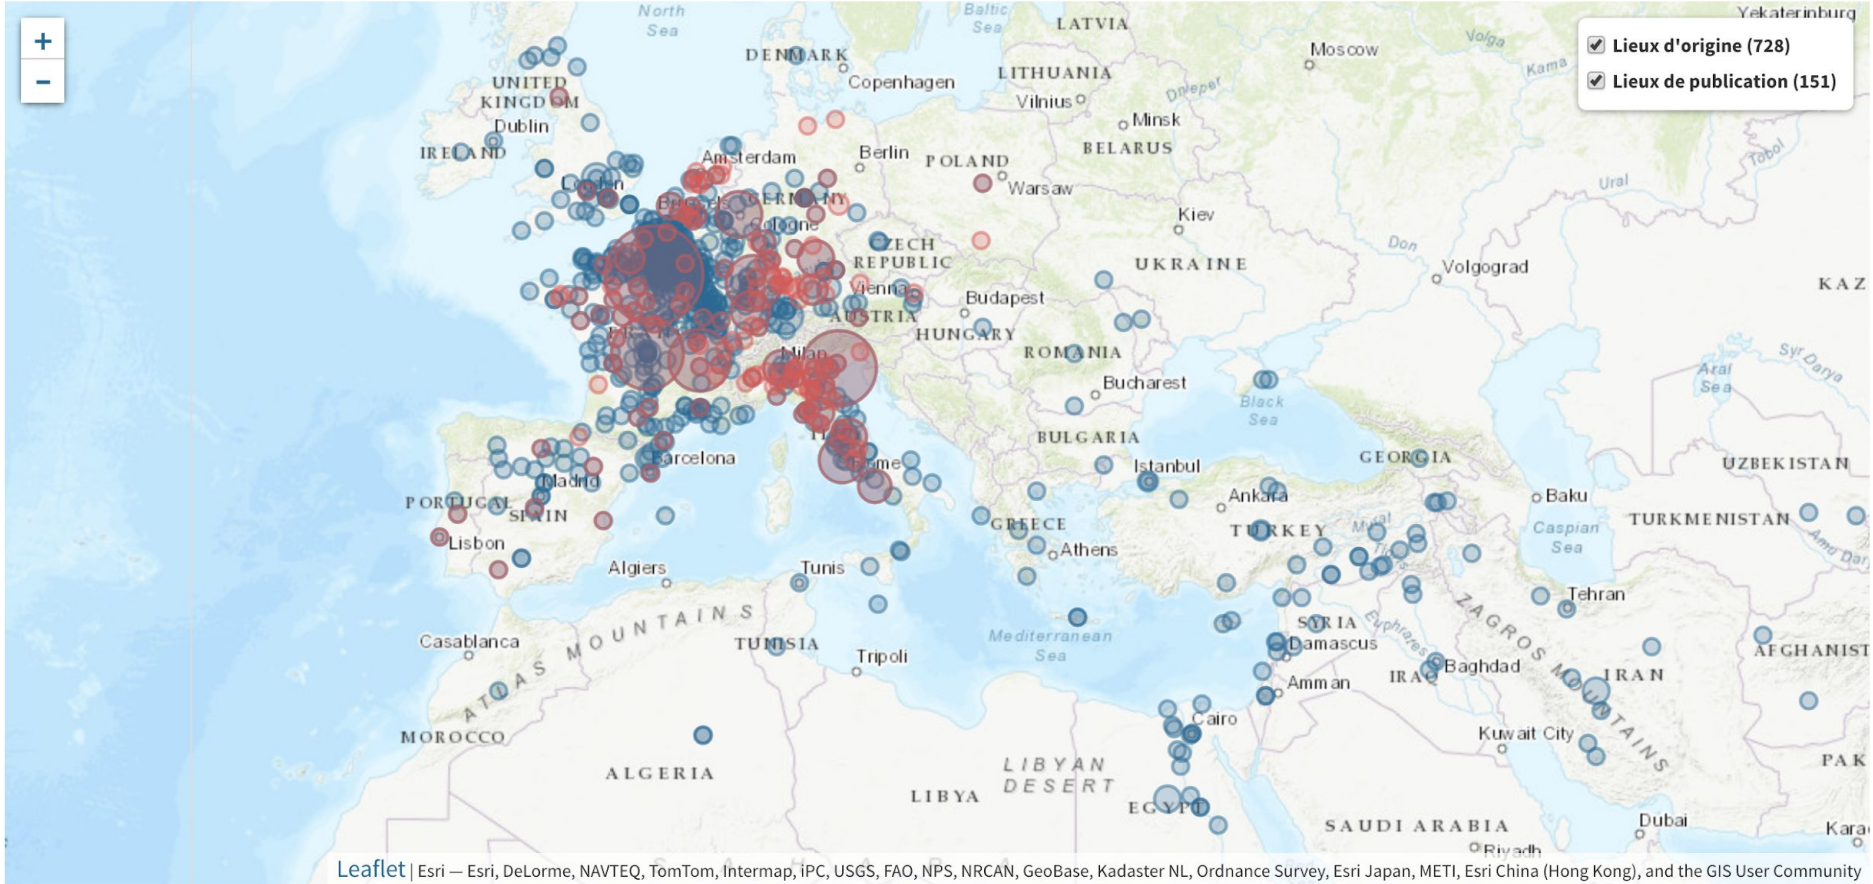 +
−
Lieux d'origine (728)
Lieux de publication (151)
North
Sea
Baltic
Sea
LATVIA
Yekaterinburg
Volga
Kama
DENMARK
Copenhagen
Moscow
LITHUANIA
Vilnius
Dnieper
UNITED
KINGDOM
Dublin
IRELAND
Minsk
BELARUS
Amsterdam
Berlin
POLAND
Warsaw
Tobol
Ural
London
Brussels
GERMANY
Cologne
Kiev
Don
CZECH
REPUBLIC
UKRAINE
Volgograd
KAZ
Vienna
Budapest
AUSTRIA
HUNGARY
Milan
ROMANIA
Bucharest
Aral
Sea
Syr Darya
Black
Sea
BULGARIA
Barcelona
Rome
Istanbul
GEORGIA
UZBEKISTAN
Madrid
PORTUGAL
SPAIN
Ankara
TURKEY
Baku
Caspian
Sea
TURKMENISTAN
Amu Dar
Lisbon
GREECE
Athens
Algiers
Tunis
Tehran
ZAGROS MOUNTAINS
ATLAS MOUNTAINS
Casablanca
TUNISIA
Tripoli
Mediterranean
Sea
SYRIA
Euphrates
Damascus
AFGHANIST
Baghdad
IRAQ
IRAN
Amman
Cairo
Kuwait City
MOROCCO
ALGERIA
LIBYAN
DESERT
LIBYA
EGYPT
PAK
SAUDI ARABIA
Dubai
Kara
Riyadh
Leaflet | Esri — Esri, DeLorme, NAVTEQ, TomTom, Intermap, iPC, USGS, FAO, NPS, NRCAN, GeoBase, Kadaster NL, Ordnance Survey, Esri Japan, METI, Esri China (Hong Kong), and the GIS User Community